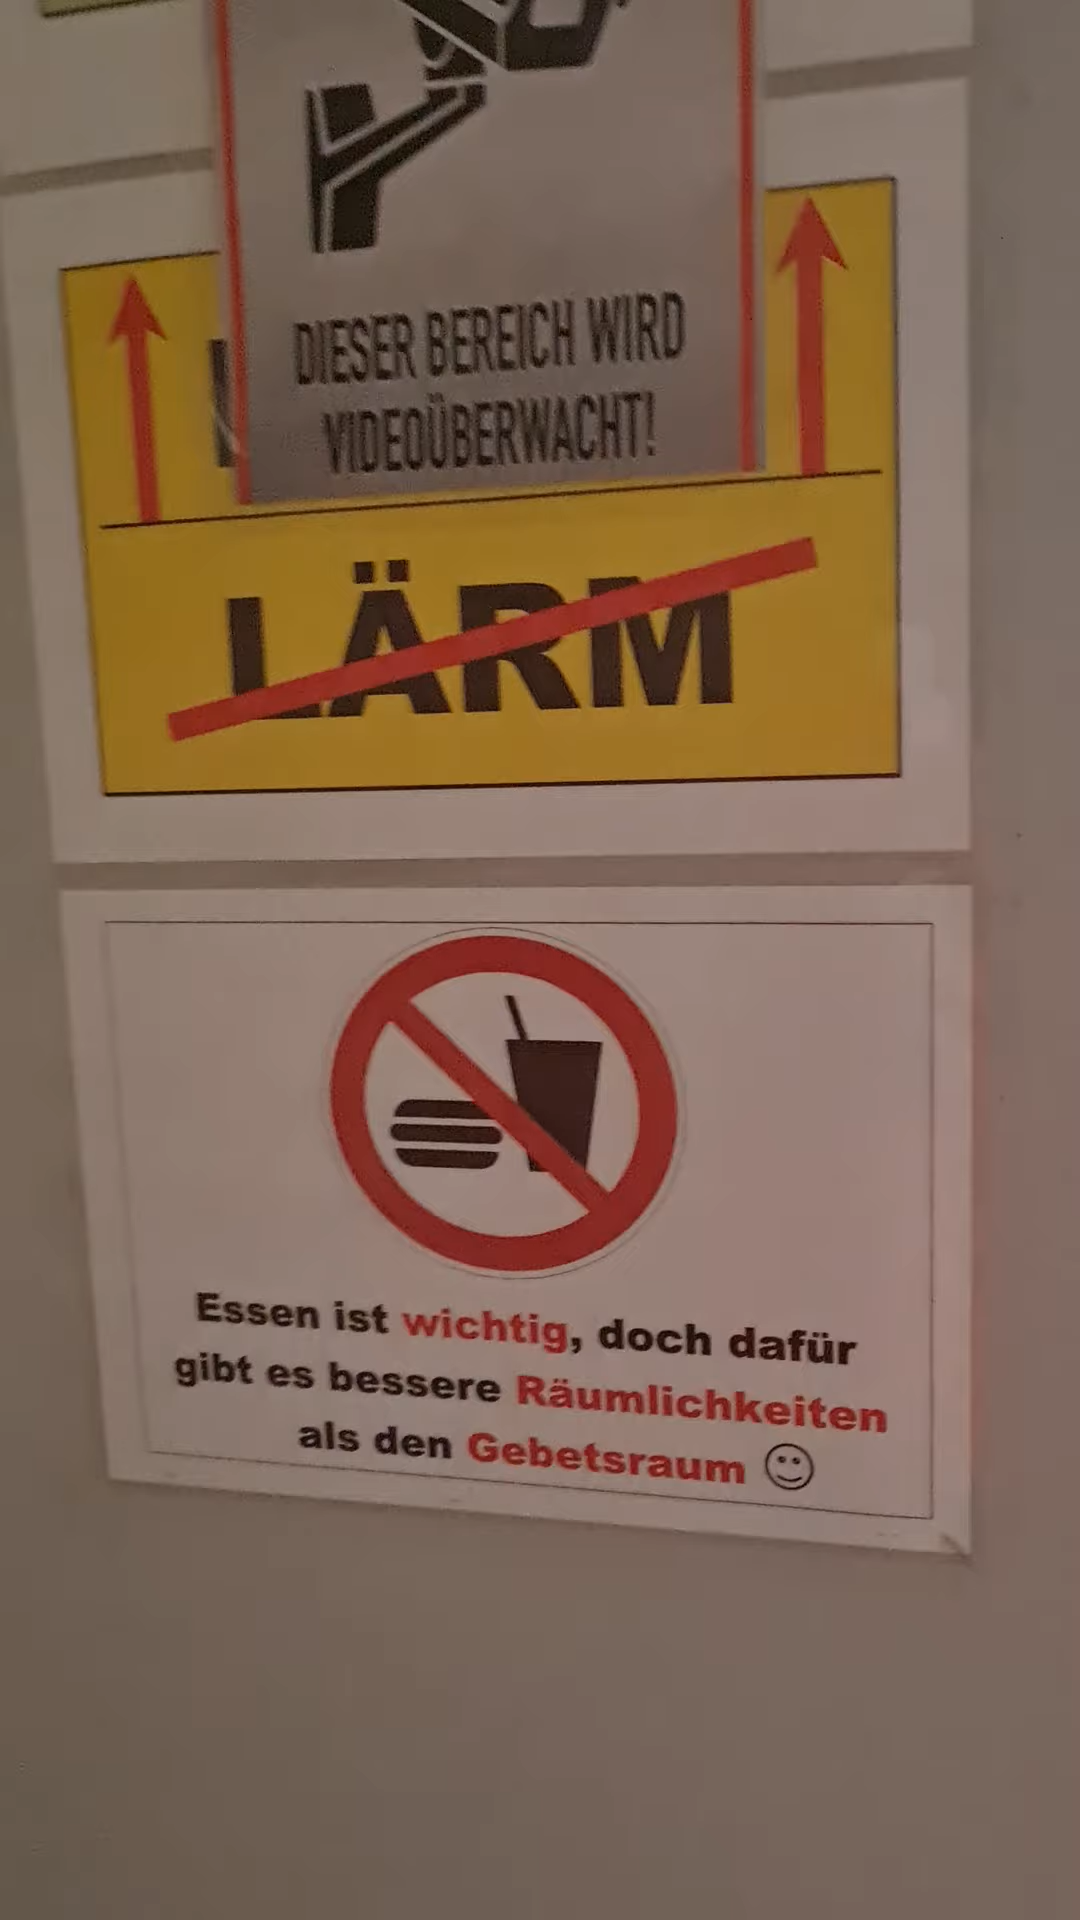 DIESER BEREICH WIRD
VIDEOÜBERWACHT!
LÄRM
Essen ist wichtig, doch dafür
gibt es bessere Räumlichkeiten
als den Gebetsraum ☺